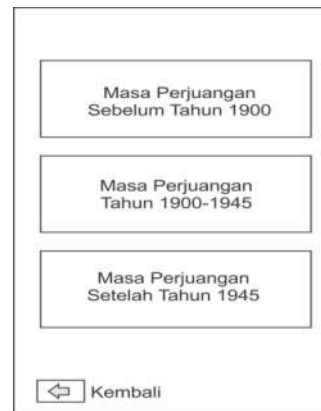 Masa Perjuangan
Sebelum Tahun 1900
Masa Perjuangan
Tahun 1900-1945
Masa Perjuangan
Setelah Tahun 1945
Kembali